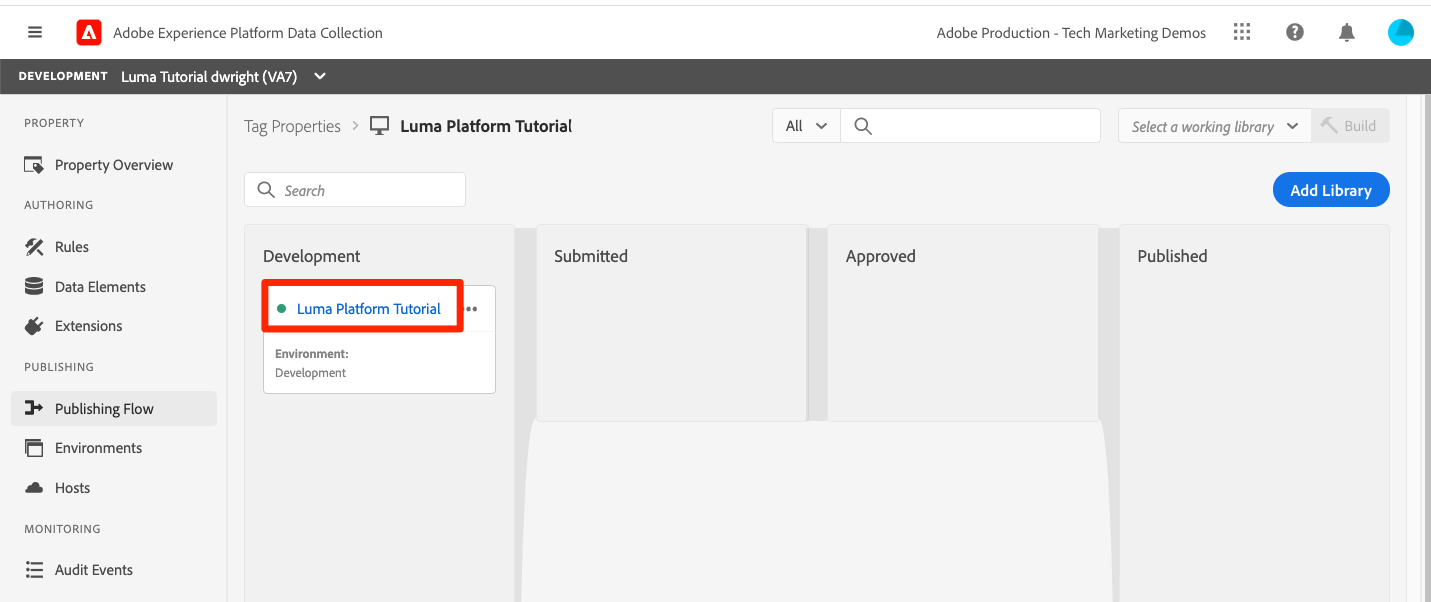 Adobe Experience Platform Data Collection
Adobe Production - Tech Marketing Demos
DEVELOPMENT Luma Tutorial dwright (VA7)
PROPERTY
Property Overview
AUTHORING
Rules
Data Elements
Extensions
PUBLISHING
Publishing Flow
Environments
Hosts
MONITORING
Audit Events
Tag Properties > Luma Platform Tutorial
All
Select a working library
Build
Search
Add Library
Development
Luma Platform Tutorial
Environment:
Development
Submitted
Approved
Published